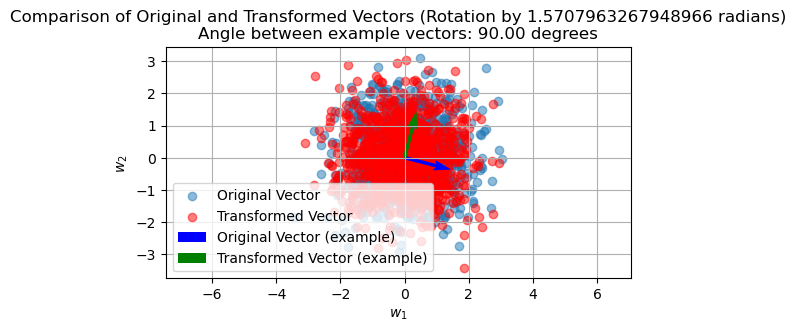 Comparison of Original and Transformed Vectors (Rotation by 1.5707963267948966 radians)
Angle between example vectors: 90.00 degrees
3
2
1
0
−1
−2
−3
w2
Original Vector
Transformed Vector
Original Vector (example)
Transformed Vector (example)
−6
−4
−2
0
2
4
6
w1